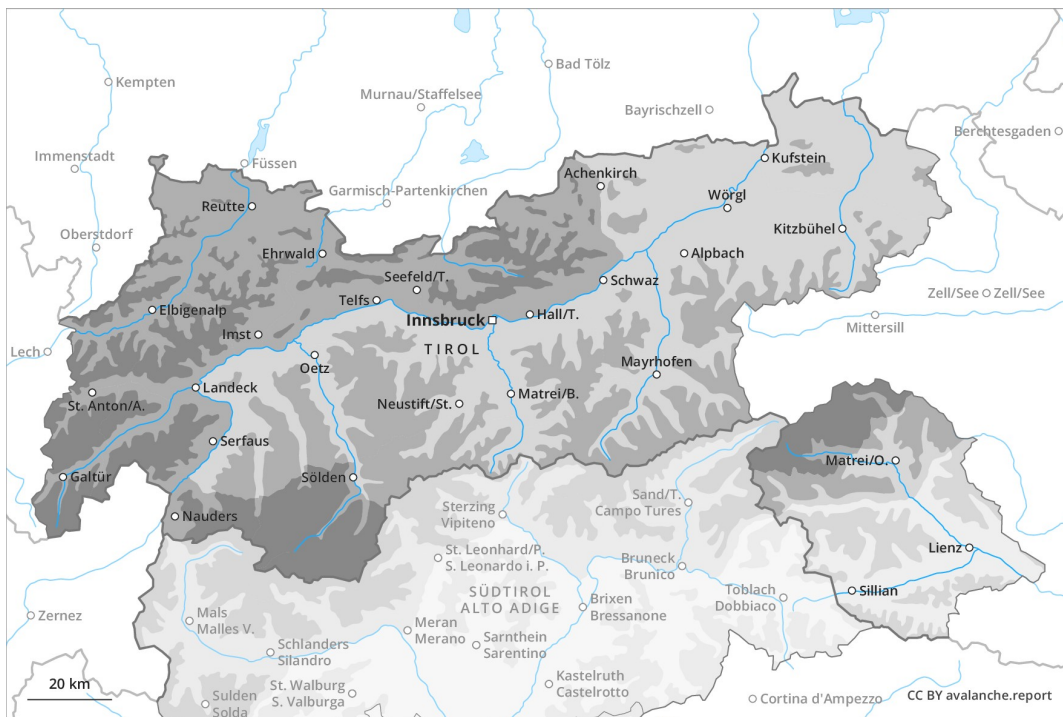 Kempten
Bad Tölz
Murnau/Staffelsee
Bayrischzell
Berchtesgaden
Immenstadt
Füssen
Kufstein
Achenkirch
Garmisch-Partenkirchen
Reutte
Wörgl
Kitzbühel
Oberstdorf
Ehrwald
Alpbach
Seefeld/T.
Schwaz
Zell/See
Zell/See
Telfs
Elbigenalp
Innsbruck
Hall/T.
Mittersill
Imst
TIROL
Lech
Oetz
Mayrhofen
Landeck
St. Anton/A.
Neustift/St.
Matrei/B.
Serfaus
Matrei/O.
Galtür
Sölden
Sand/T.
Campo Tures
Sterzing
Vipiteno
Nauders
Lienz
St. Leonhard/P.
S. Leonardo i. P.
Bruneck
Brunico
Sillian
SÜDTIROL
ALTO ADIGE
Toblach
Dobbiaco
Brixen
Bressanone
Zernez
Mals
Malles V.
Meran
Merano
Sarnthein
Sarentino
Schlanders
Silandro
Kastelruth
Castelrotto
St. Walburg
S. Valburga
Sulden
Solda
20 km
Cortina d'Ampezzo
CC BY avalanche.report